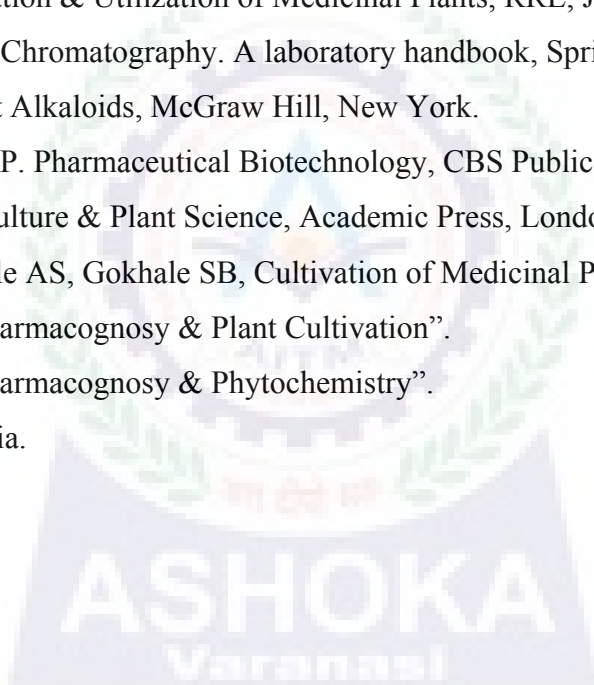 ation & Utilization of Medicinal Plants, RRL, J
Chromatography. A laboratory handbook, Spri
t Alkaloids, McGraw Hill, New York.
P. Pharmaceutical Biotechnology, CBS Public
ulture & Plant Science, Academic Press, Londo
le AS, Gokhale SB, Cultivation of Medicinal P
armacognosy & Plant Cultivation”.
armacognosy & Phytochemistry”.
ia.
ASHOKA
Varanasi